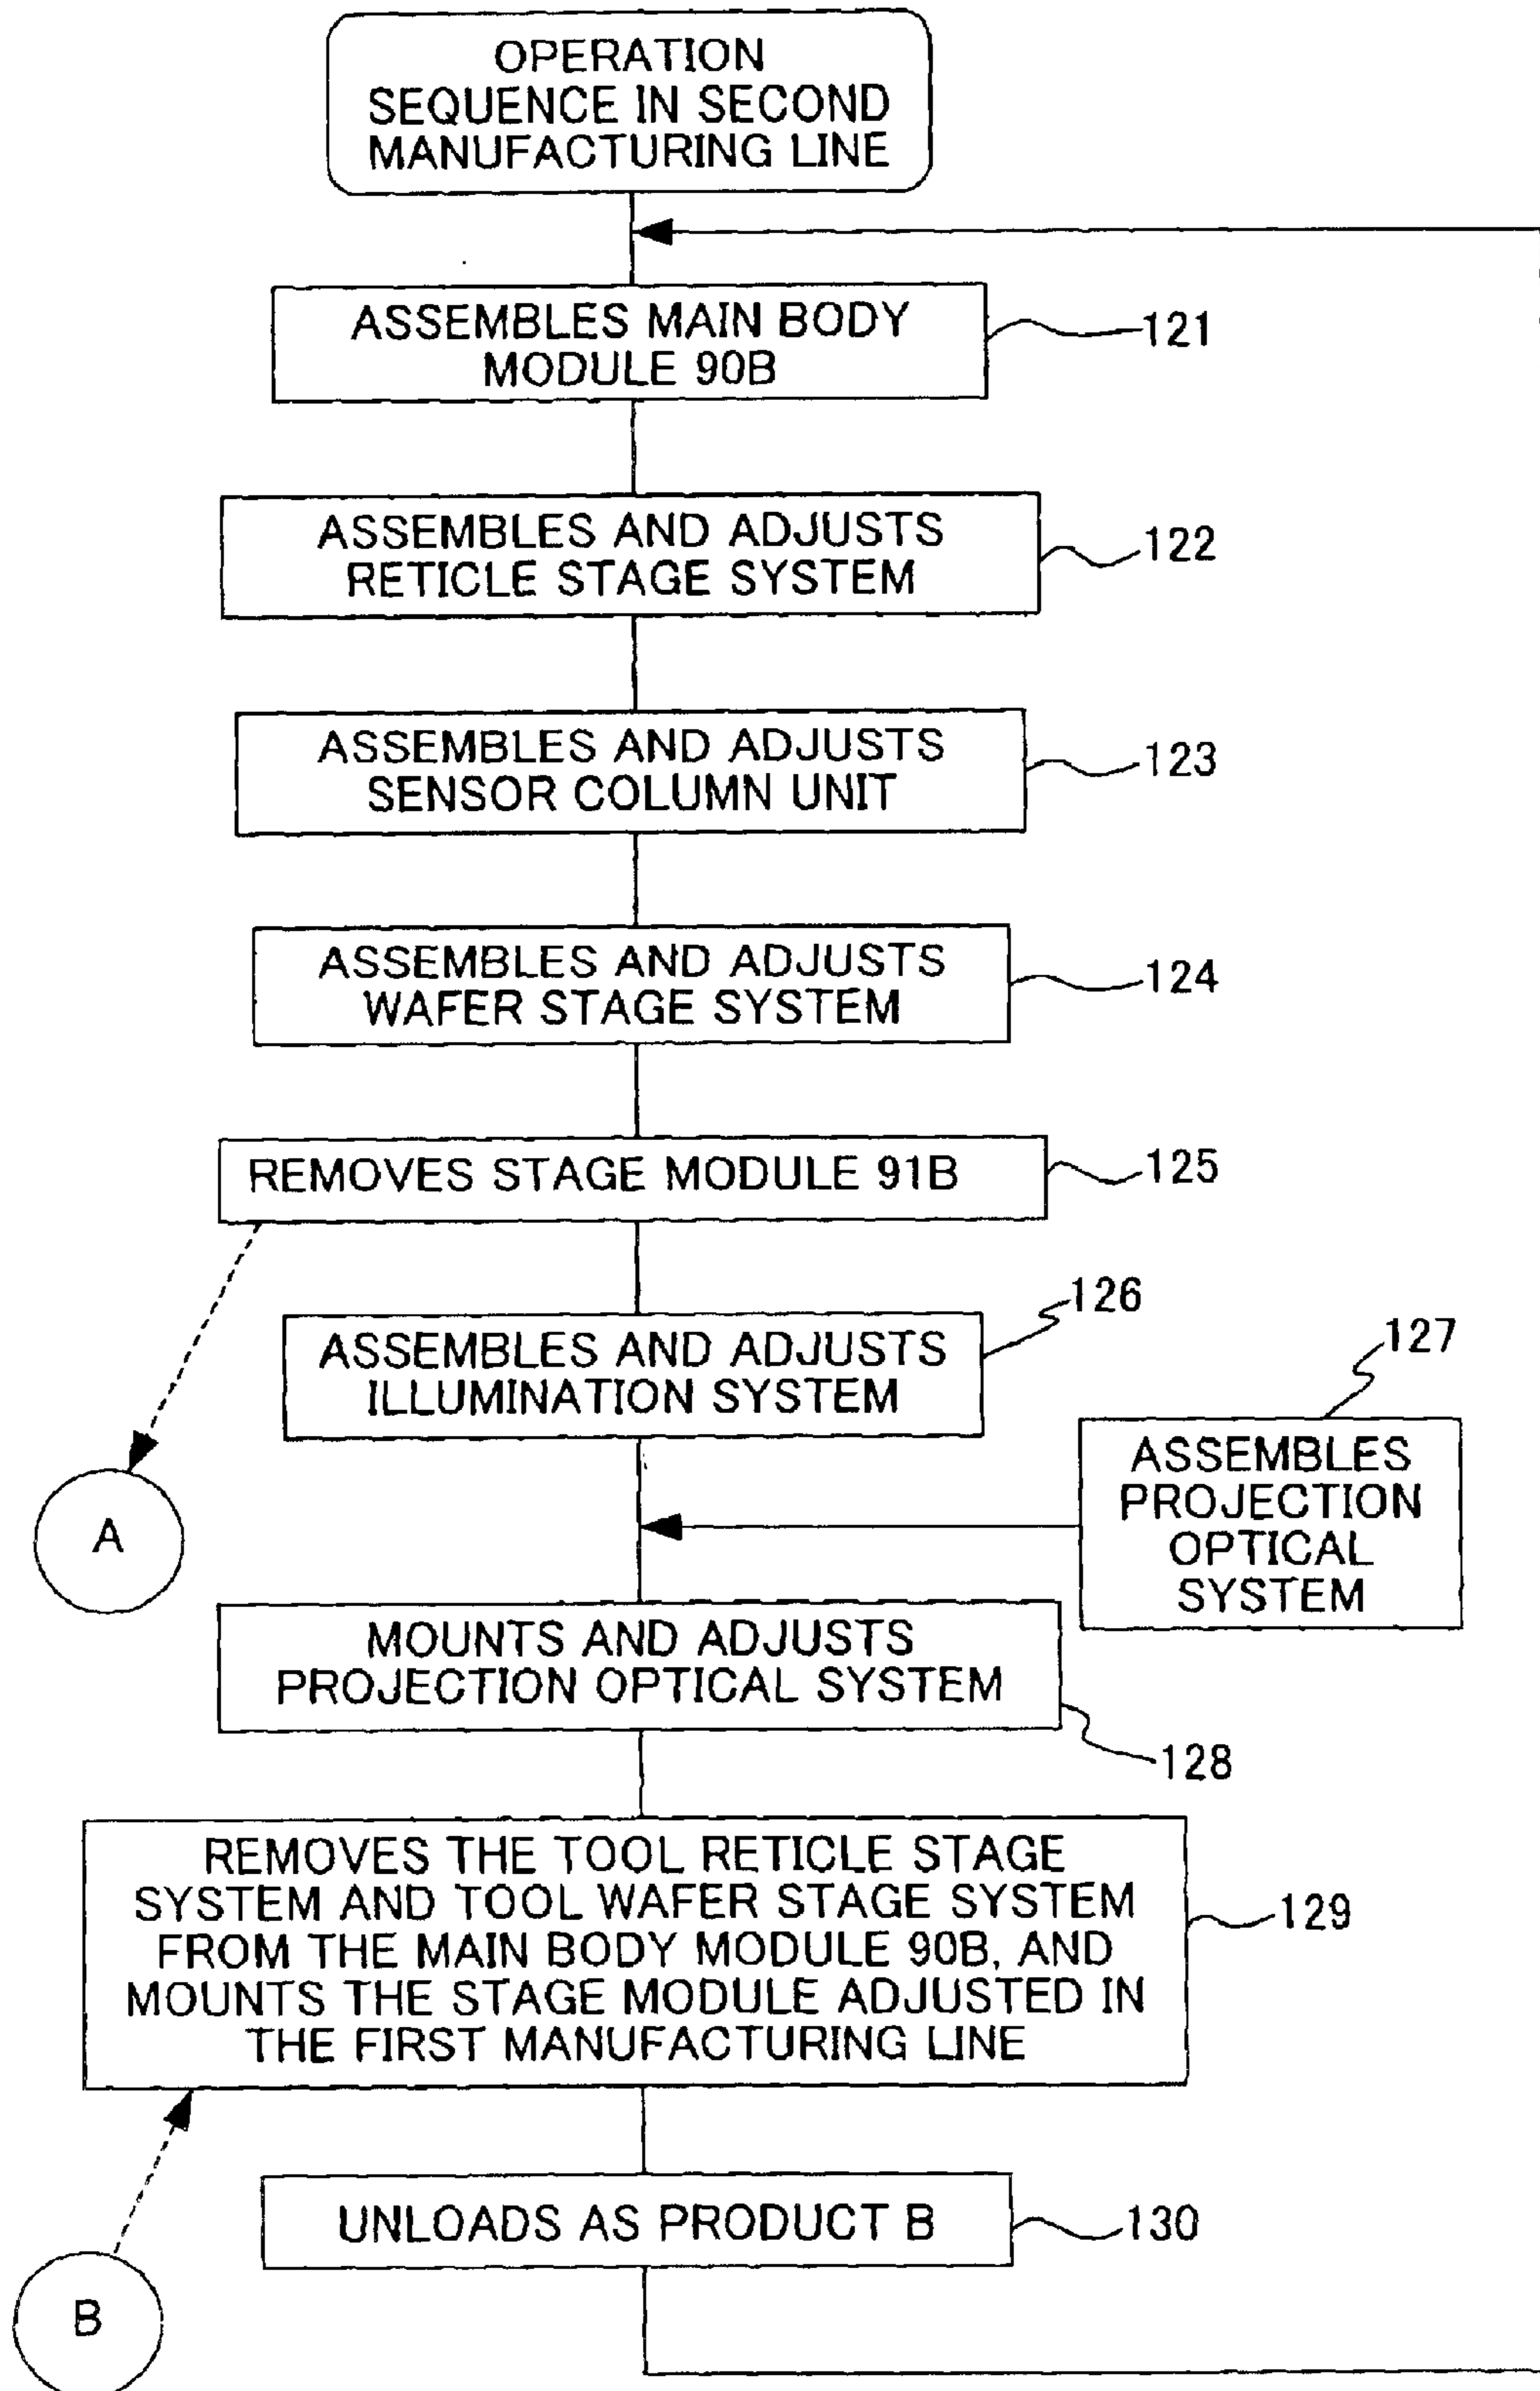 OPERATION
SEQUENCE IN SECOND
MANUFACTURING LINE
ASSEMBLES MAIN BODY
MODULE 90B
121
ASSEMBLES AND ADJUSTS
RETICLE STAGE SYSTEM
122
ASSEMBLES AND ADJUSTS
SENSOR COLUMN UNIT
123
ASSEMBLES AND ADJUSTS
WAFER STAGE SYSTEM
124
REMOVES STAGE MODULE 91B
125
ASSEMBLES AND ADJUSTS
ILLUMINATION SYSTEM
126
127
ASSEMBLES
PROJECTION
OPTICAL
SYSTEM
A
MOUNTS AND ADJUSTS
PROJECTION OPTICAL SYSTEM
128
REMOVES THE TOOL RETICLE STAGE
SYSTEM AND TOOL WAFER STAGE SYSTEM
FROM THE MAIN BODY MODULE 90B, AND
MOUNTS THE STAGE MODULE ADJUSTED IN
THE FIRST MANUFACTURING LINE
129
UNLOADS AS PRODUCT B
130
B